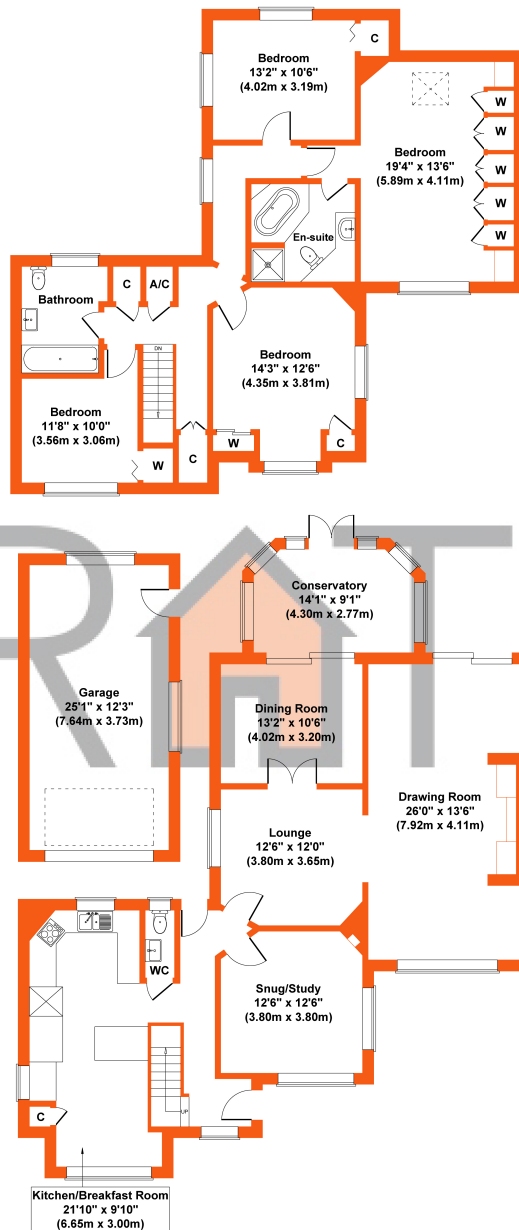 Bedroom
13'2" x 10'6"
(4.02m x 3.19m)
C
Bedroom
19'4" x 13'6"
(5.89m x 4.11m)
W
W
W
W
W
En-suite
Bathroom
C
A/C
DN
Bedroom
14'3" x 12'6"
(4.35m x 3.81m)
Bedroom
11'8" x 10'0"
(3.56m x 3.06m)
W
C
W
C
Conservatory
14'1" x 9'1"
(4.30m x 2.77m)
Garage
25'1" x 12'3"
(7.64m x 3.73m)
Dining Room
13'2" x 10'6"
(4.02m x 3.20m)
Drawing Room
26'0" x 13'6"
(7.92m x 4.11m)
Lounge
12'6" x 12'0"
(3.80m x 3.65m)
WC
Snug/Study
12'6" x 12'6"
(3.80m x 3.80m)
C
UP
Kitchen/Breakfast Room
21'10" x 9'10"
(6.65m x 3.00m)